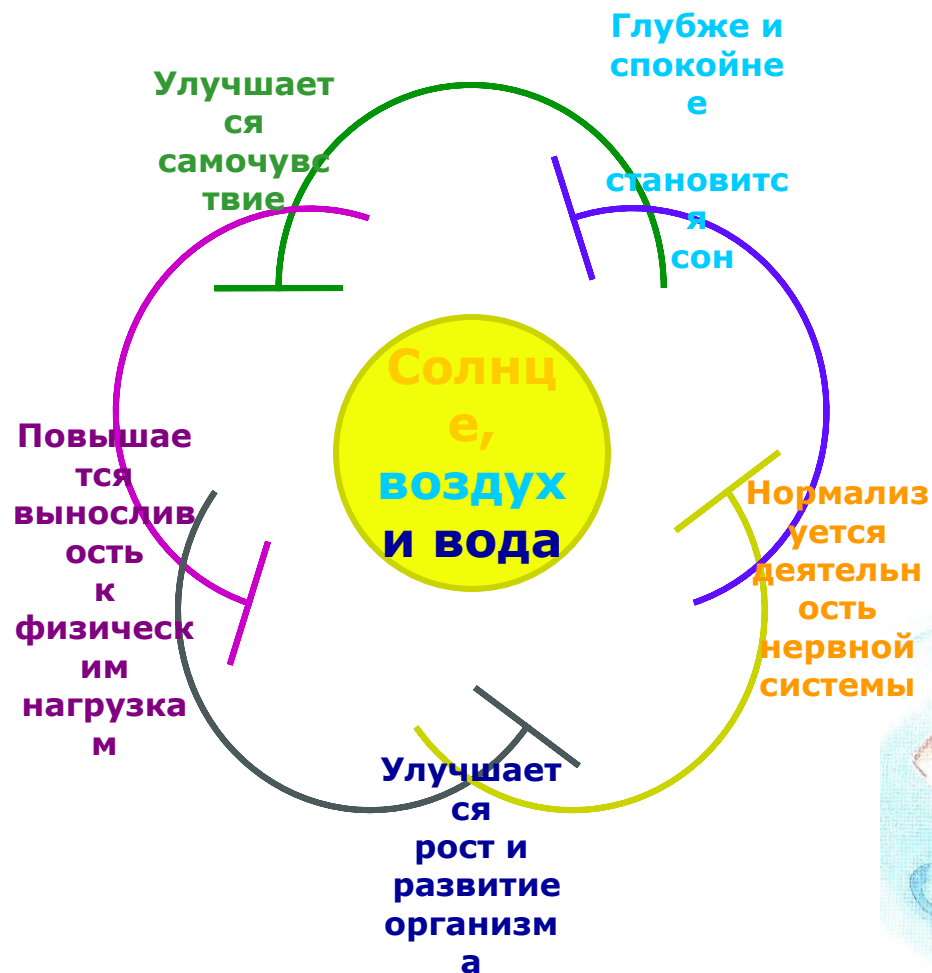 Глубже и
спокойне
е
становитс
я
сон
Улучшает
ся
самочувс
твие
Солнц
е,
воздух
и вода
Повышае
тся
вынослив
ость
к
физическ
им
нагрузка
м
Нормализ
уется
деятельн
ость
нервной
системы
Улучшает
ся
рост и
развитие
организм
а